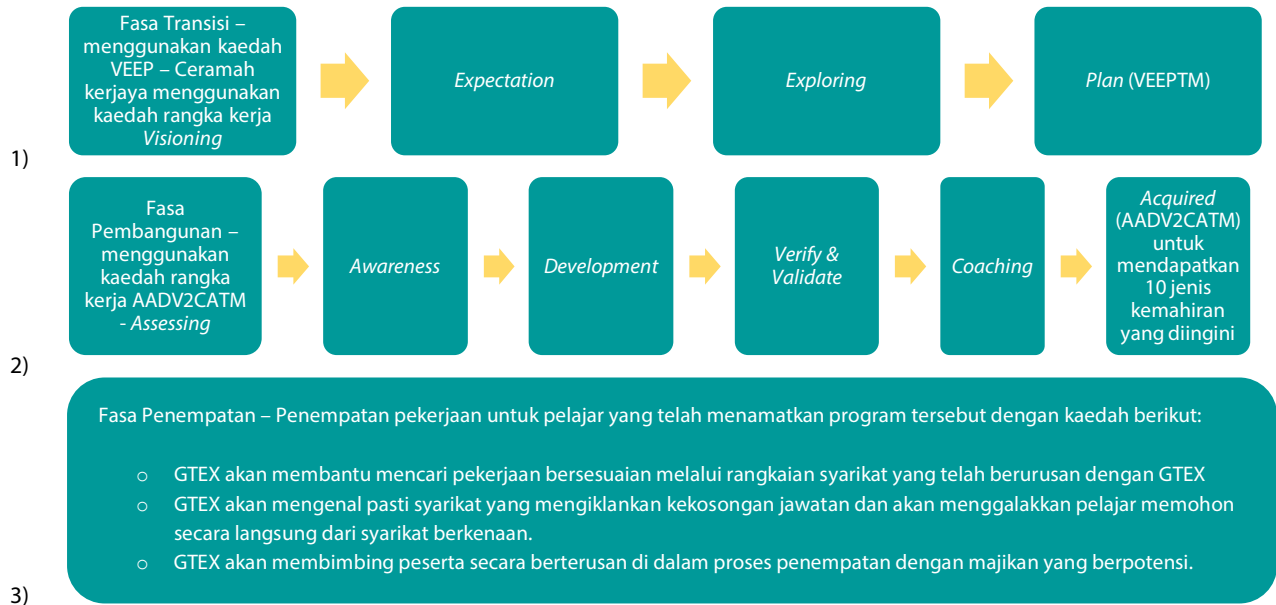 Fasa Transisi –
menggunakan kaedah
VEEP – Ceramah
kerjaya menggunakan
kaedah rangka kerja
Visioning
Expectation
Exploring
Plan (VEEPTM)
1)
Fasa
Pembangunan –
menggunakan
kaedah rangka
kerja AADV2CATM
- Assessing
Awareness
Development
Verify &
Validate
Coaching
Acquired
(AADV2CATM)
untuk
mendapatkan
10 jenis
kemahiran
yang diingini
2)
Fasa Penempatan – Penempatan pekerjaan untuk pelajar yang telah menamatkan program tersebut dengan kaedah berikut:
o GTEX akan membantu mencari pekerjaan bersesuaian melalui rangkaian syarikat yang telah berurusan dengan GTEX
o GTEX akan mengenal pasti syarikat yang mengiklankan kekosongan jawatan dan akan menggalakkan pelajar memohon
secara langsung dari syarikat berkenaan.
o GTEX akan membimbing peserta secara berterusan di dalam proses penempatan dengan majikan yang berpotensi.
3)